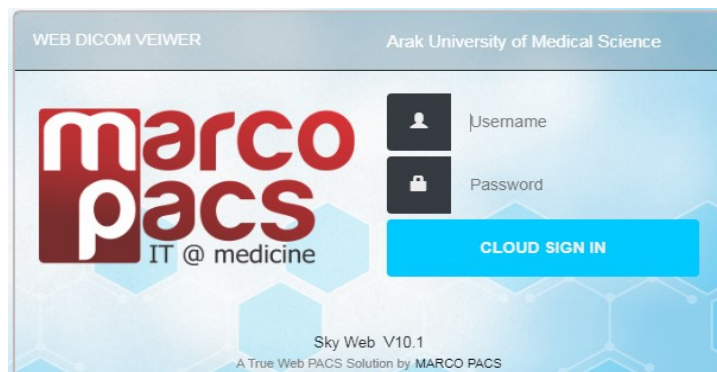 WEB DICOM VEIWER
Arak University of Medical Science
marco
pacs
IT @ medicine
Username
Password
CLOUD SIGN IN
Sky Web V10.1
A True Web PACS Solution by MARCO PACS